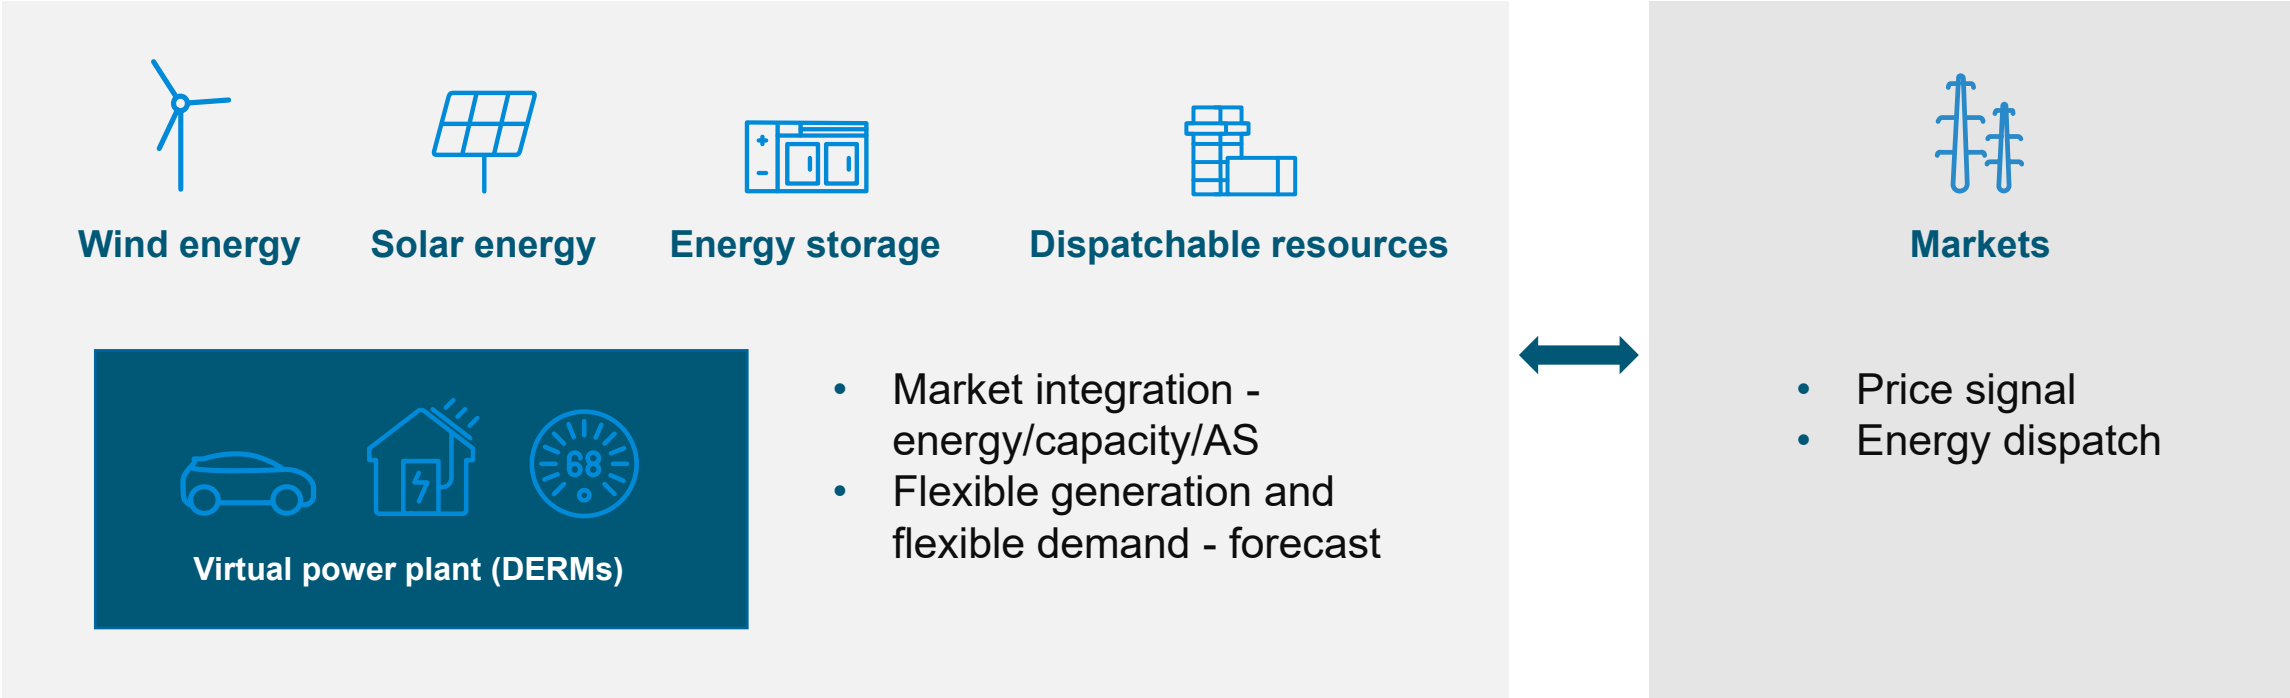 Wind energy
Solar energy
Energy storage
Dispatchable resources
Markets
68
Virtual power plant (DERMs)
• Market integration -
energy/capacity/AS
• Flexible generation and
flexible demand - forecast
• Price signal
• Energy dispatch